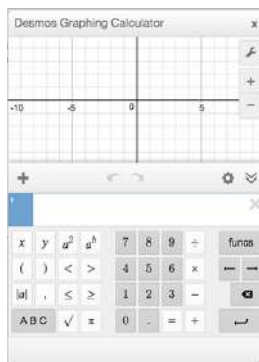 Desmos Graphing Calculator x
+
−
-10 -5 0 5
+
x y a² aᵇ 7 8 9 ÷ funcs
( ) < > 4 5 6 × ← →
|a| , ≤ ≥ 1 2 3 −
A B C √ π 0 . = +